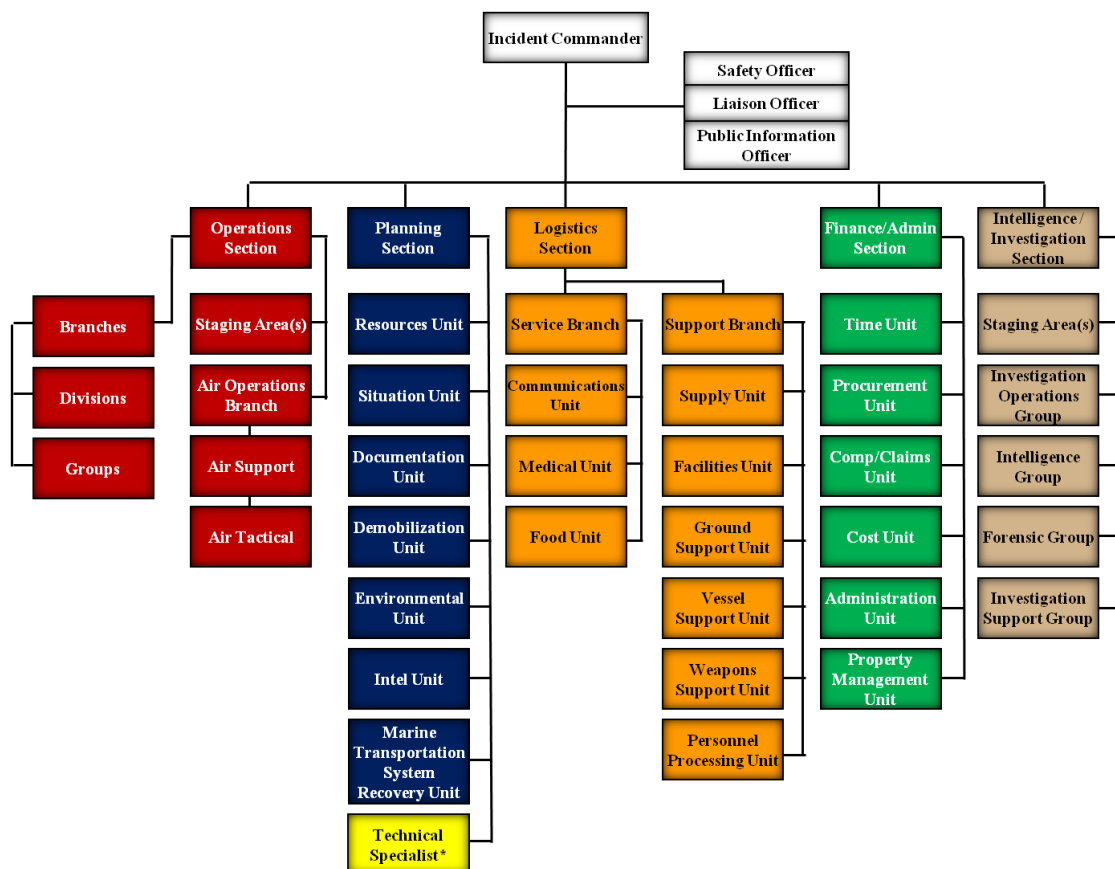 Incident Commander
Safety Officer
Liaison Officer
Public Information
Officer
Operations
Section
Planning
Section
Logistics
Section
Finance/Admin
Section
Intelligence /
Investigation
Section
Branches
Staging Area(s)
Resources Unit
Service Branch
Support Branch
Time Unit
Staging Area(s)
Divisions
Air Operations
Branch
Situation Unit
Communications
Unit
Supply Unit
Procurement
Unit
Investigation
Operations
Group
Groups
Air Support
Documentation
Unit
Medical Unit
Facilities Unit
Comp/Claims
Unit
Intelligence
Group
Air Tactical
Demobilization
Unit
Food Unit
Ground
Support Unit
Cost Unit
Forensic Group
Environmental
Unit
Vessel
Support Unit
Administration
Unit
Investigation
Support Group
Intel Unit
Weapons
Support Unit
Property
Management
Unit
Marine
Transportation
System
Recovery Unit
Personnel
Processing Unit
Technical
Specialist*